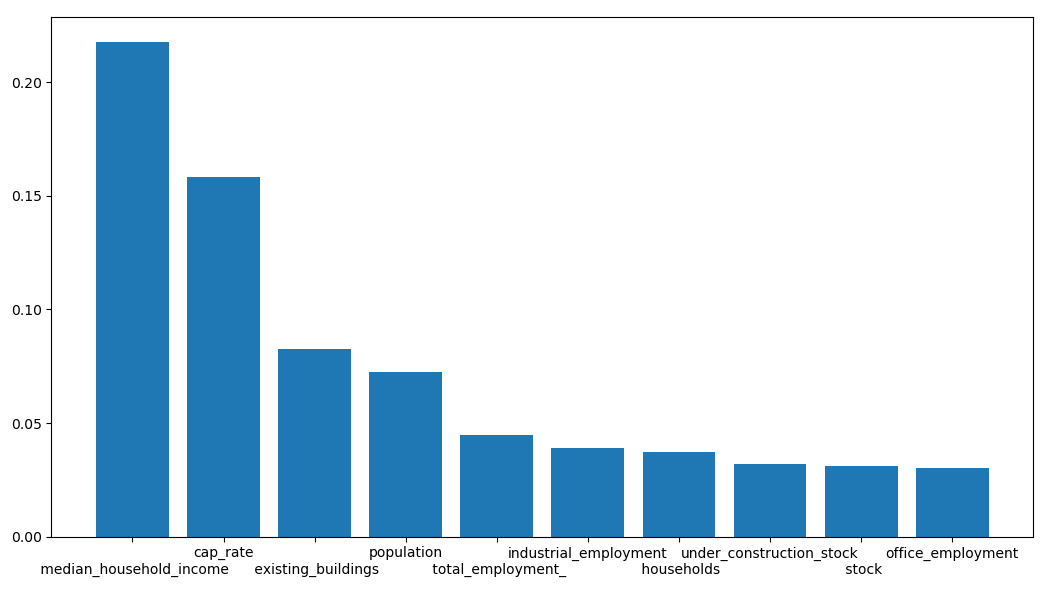 0.20
0.15
0.10
0.05
0.00
cap_rate population industrial_employment under_construction_stock office_employment
median_household_income existing_buildings total_employment_ households stock